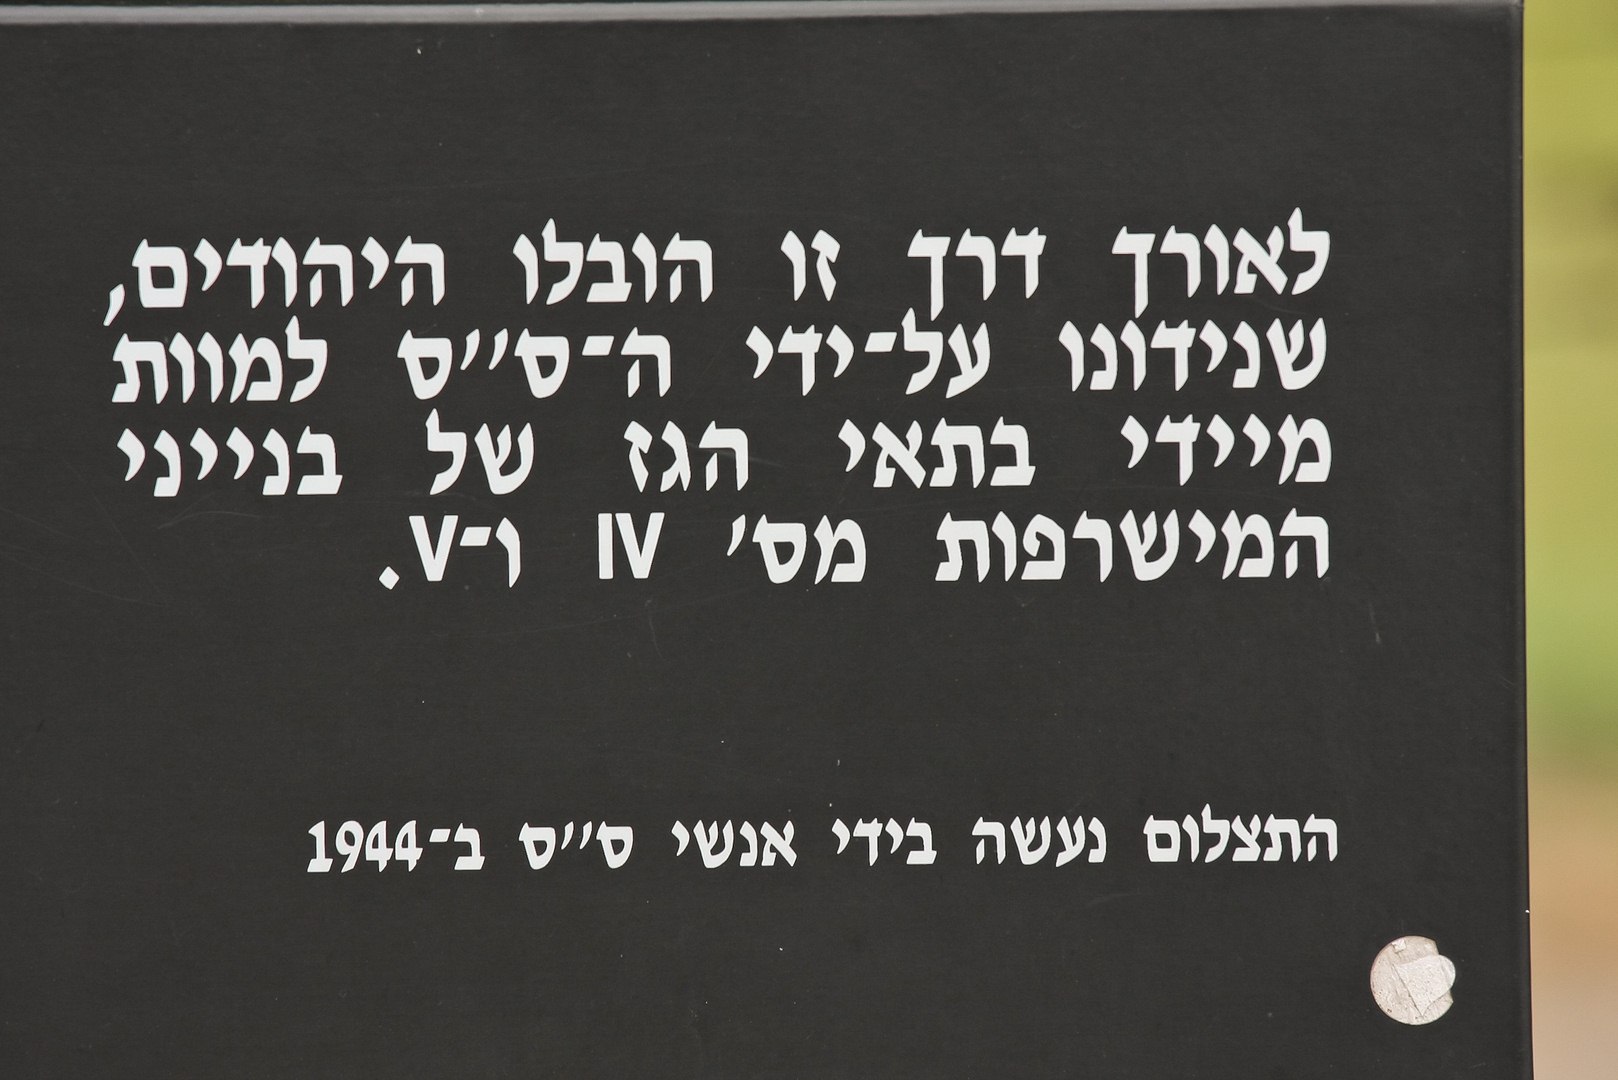 לאורך דרך זו הובלו היהודים,
שנידונו על-ידי ה-ס''ס למוות
מיידי בתאי הגז של בנייני
המישרפות מס' IV ו-V.
התצלום נעשה בידי אנשי ס''ס ב-1944